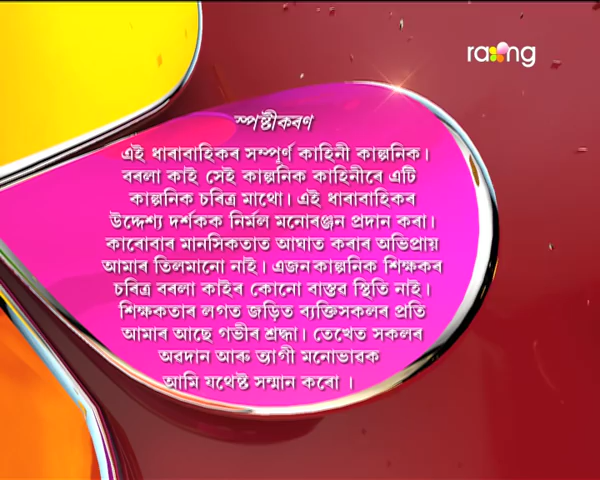 rang
স্পষ্টীকৰণ
এই ধাৰাবাহিকৰ সম্পূৰ্ণ কাহিনী কাল্পনিক।
বৰলা কাই সেই কাল্পনিক কাহিনীৰে এটি
কাল্পনিক চৰিত্ৰ মাথো। এই ধাৰাবাহিকৰ
উদ্দেশ্য দৰ্শকক নিৰ্মল মনোৰঞ্জন প্ৰদান কৰা।
কাৰোবাৰ মানসিকতাত আঘাত কৰাৰ অভিপ্ৰায়
আমাৰ তিলমানো নাই। এজন কাল্পনিক শিক্ষকৰ
চৰিত্ৰ বৰলা কাইৰ কোনো বাস্তৱ স্থিতি নাই।
শিক্ষকতাৰ লগত জড়িত ব্যক্তিসকলৰ প্ৰতি
আমাৰ আছে গভীৰ শ্ৰদ্ধা। তেখেত সকলৰ
অৱদান আৰু ত্যাগী মনোভাৱক
আমি যথেষ্ট সন্মান কৰো ।